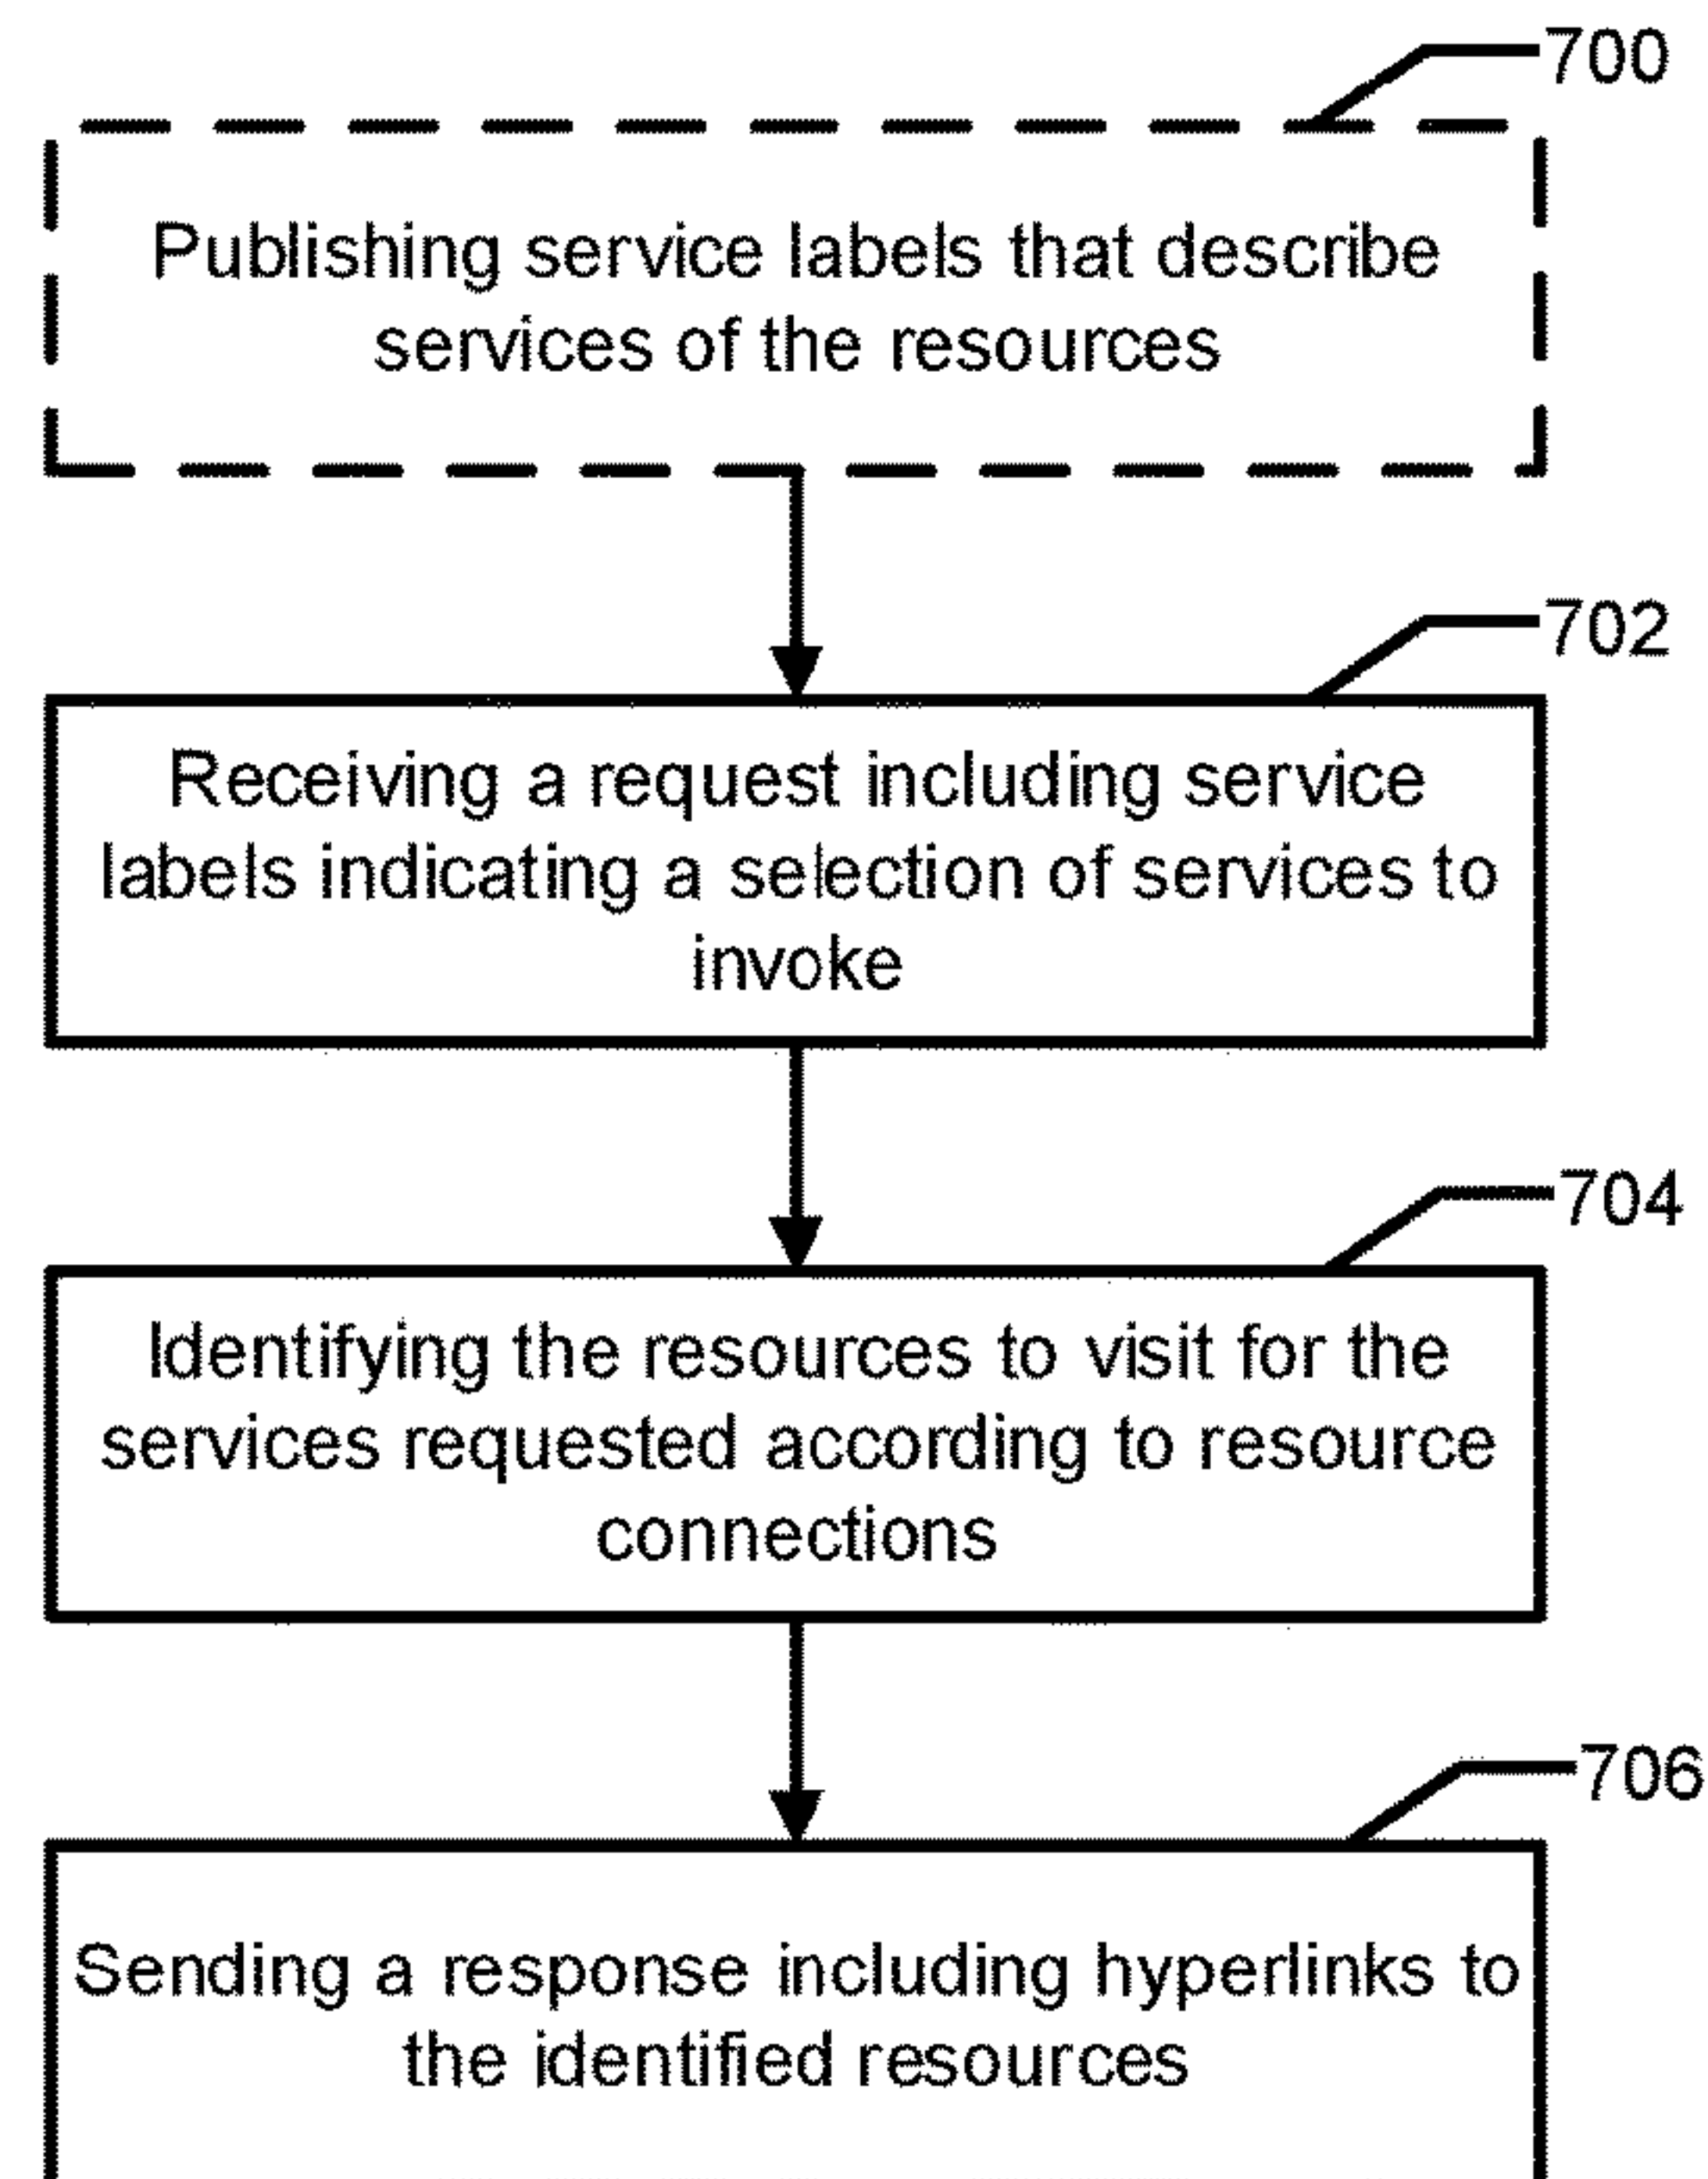 700
Publishing service labels that describe
services of the resources
702
Receiving a request including service
labels indicating a selection of services to
invoke
704
Identifying the resources to visit for the
services requested according to resource
connections
706
Sending a response including hyperlinks to
the identified resources